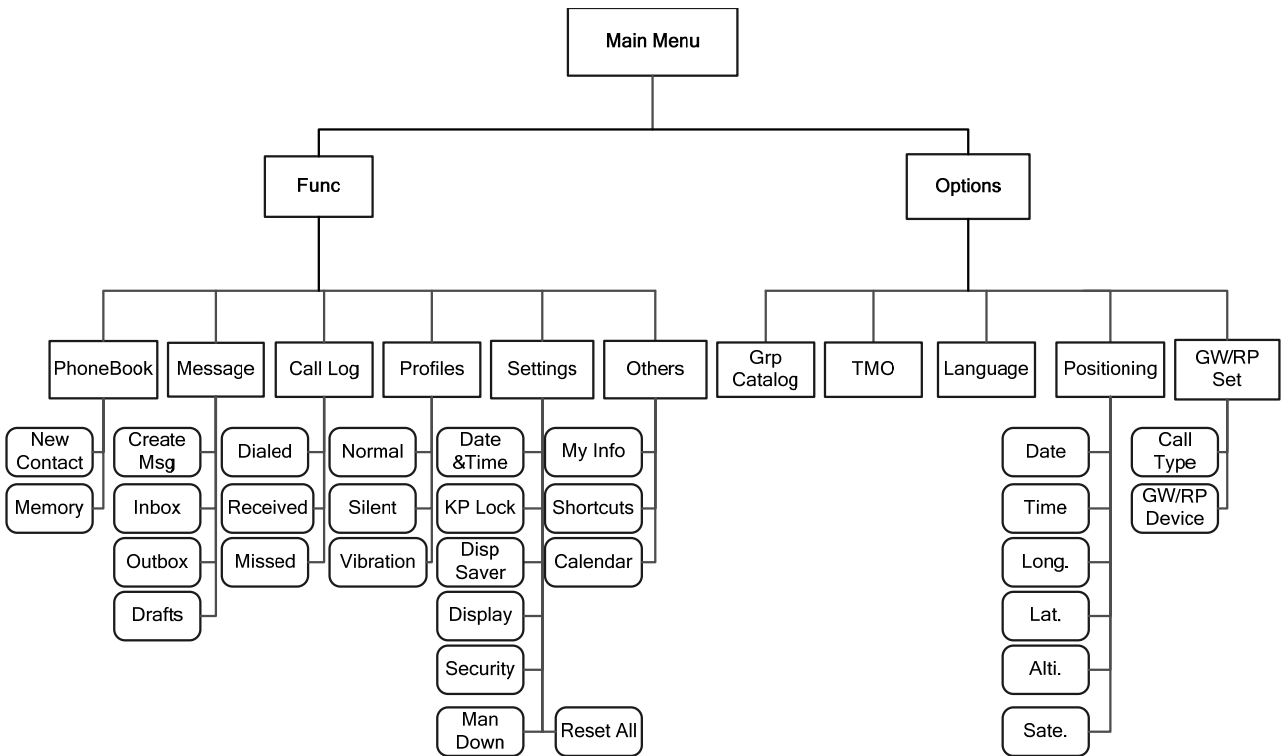 Main Menu
Func
Options
PhoneBook
Message
Call Log
Profiles
Settings
Others
Grp
Catalog
TMO
Language
Positioning
GW/RP
Set
New
Contact
Memory
Create
Msg
Inbox
Outbox
Drafts
Dialed
Received
Missed
Normal
Silent
Vibration
Date
&Time
KP Lock
Disp
Saver
Display
Security
Man
Down
Reset All
My Info
Shortcuts
Calendar
Date
Time
Long.
Lat.
Alti.
Sate.
Call
Type
GW/RP
Device